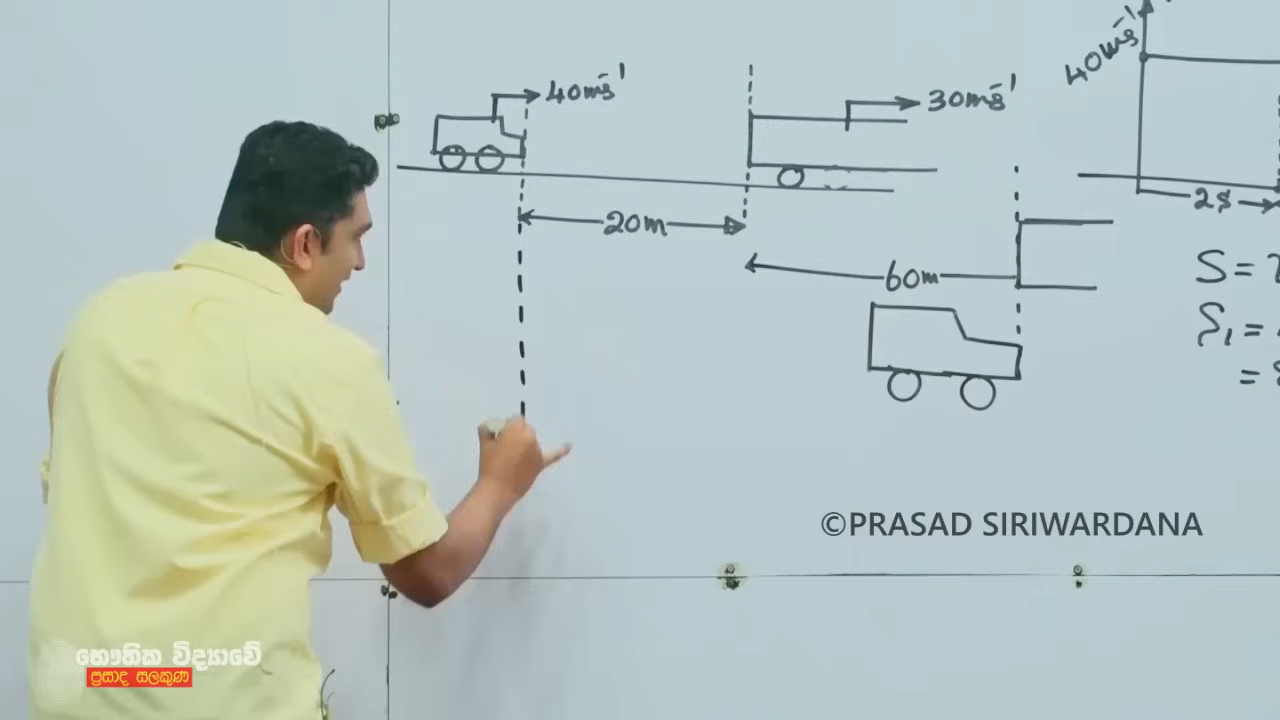 40ms⁻¹
30ms⁻¹
40ms⁻¹
20m
2s
60m
S =
S₁ =
=
©PRASAD SIRIWARDANA
භෞතික විද්‍යාවේ
ප්‍රසාද සලකුණ